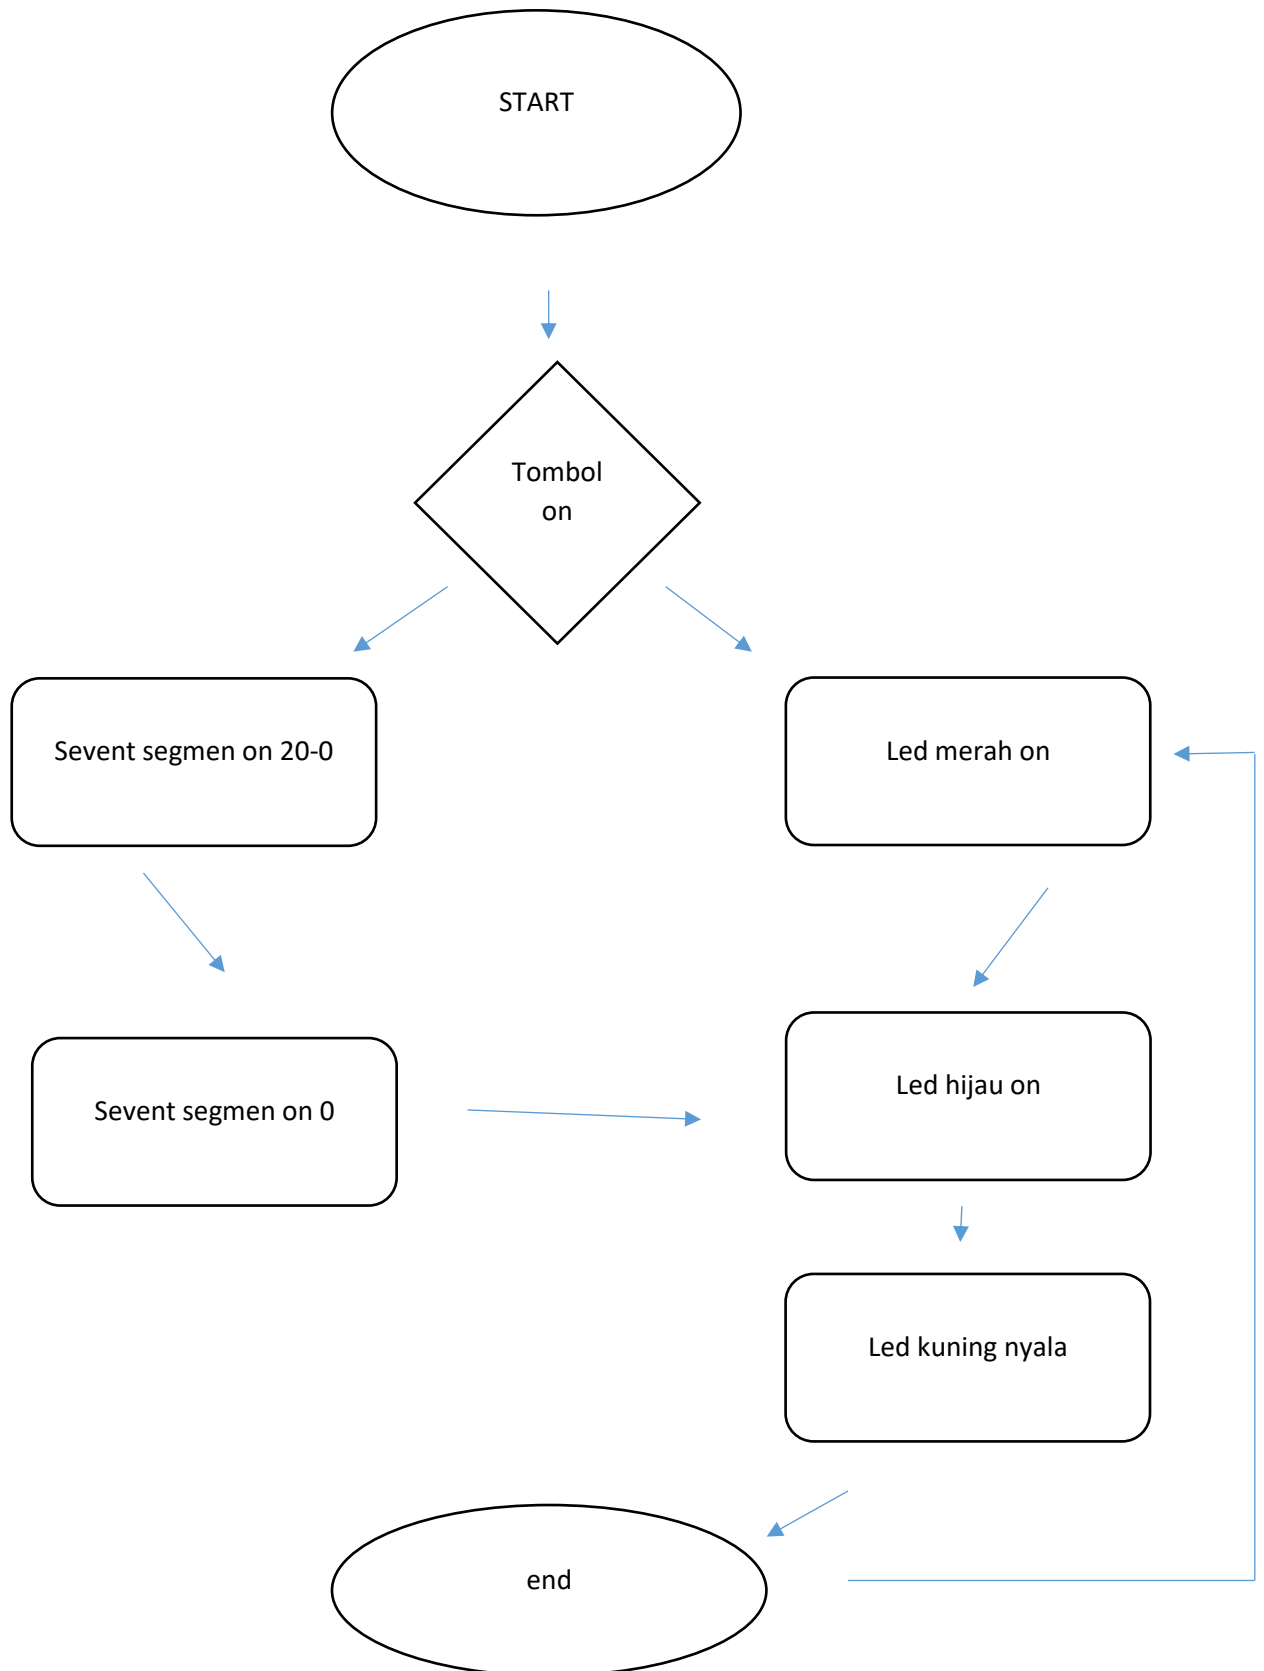 START
Tombol
on
Sevent segmen on 20-0
Led merah on
Led hijau on
Sevent segmen on 0
Led kuning nyala
end